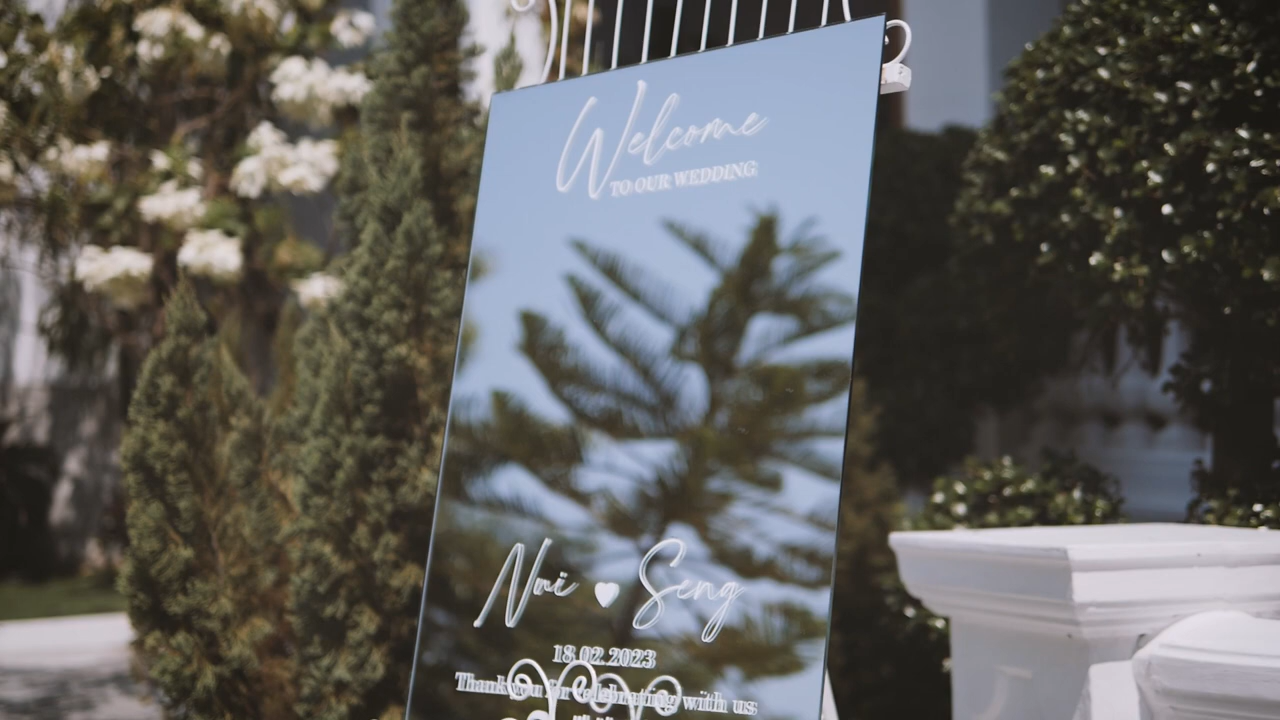 Welcome
TO OUR WEDDING
Nui ♥ Seng
18.02.2023
Thank you for celebrating with us